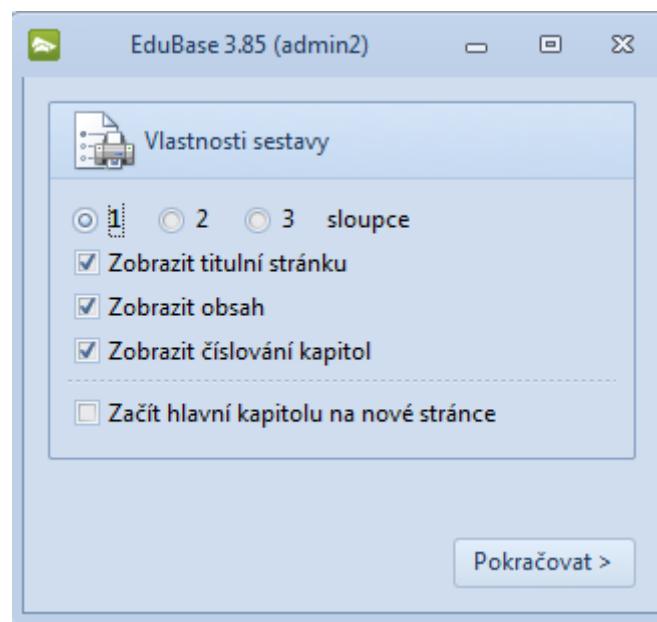 EduBase 3.85 (admin2)
Vlastnosti sestavy
1 2 3 sloupce
Zobrazit titulní stránku
Zobrazit obsah
Zobrazit číslování kapitol
Začít hlavní kapitolu na nové stránce
Pokračovat >